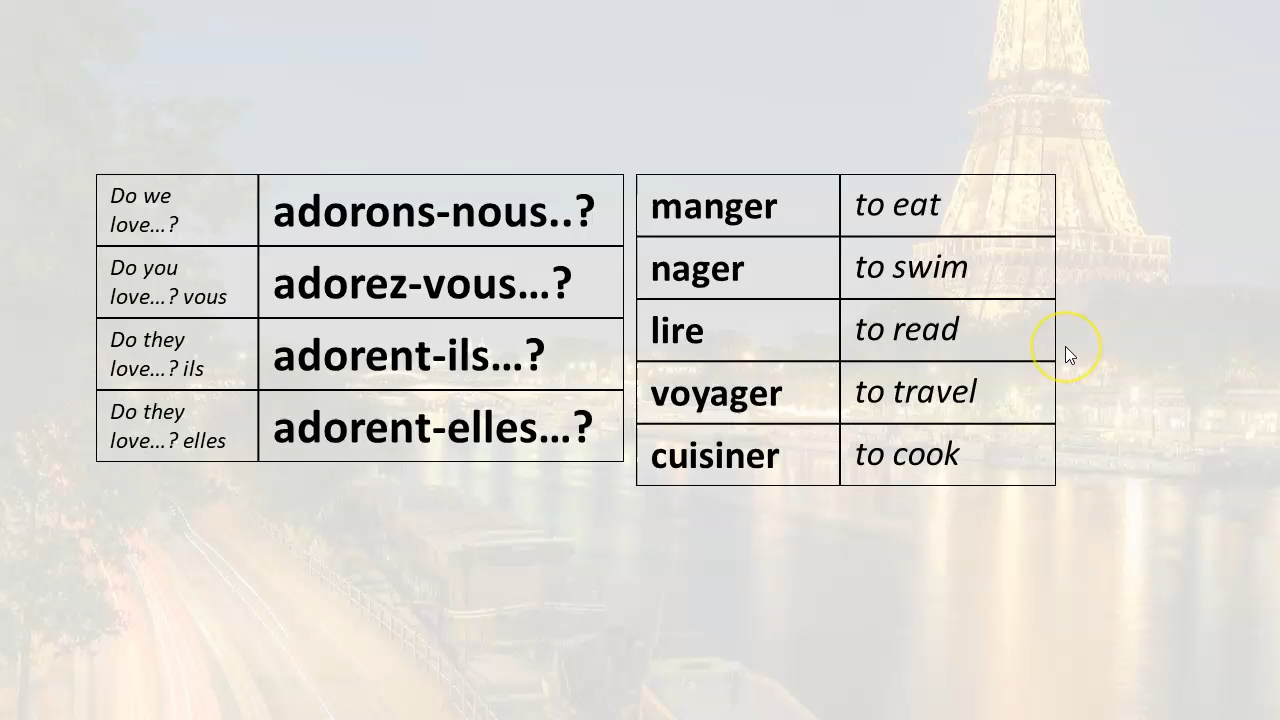 Do we
love...?
adorons-nous..?
Do you
love...? vous
adorez-vous...?
Do they
love...? ils
adorent-ils...?
Do they
love...? elles
adorent-elles...?
manger
to eat
nager
to swim
lire
to read
voyager
to travel
cuisiner
to cook